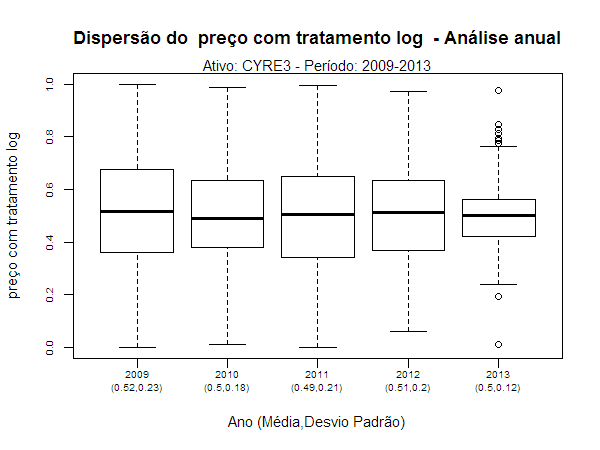 Dispersão do  preço com tratamento log  - Análise anual
Ativo: CYRE3 - Período: 2009-2013
preço com tratamento log
1.0
0.8
0.6
0.4
0.2
0.0
2009 2010 2011 2012 2013
(0.52,0.23) (0.5,0.18) (0.49,0.21) (0.51,0.2) (0.5,0.12)
Ano (Média,Desvio Padrão)